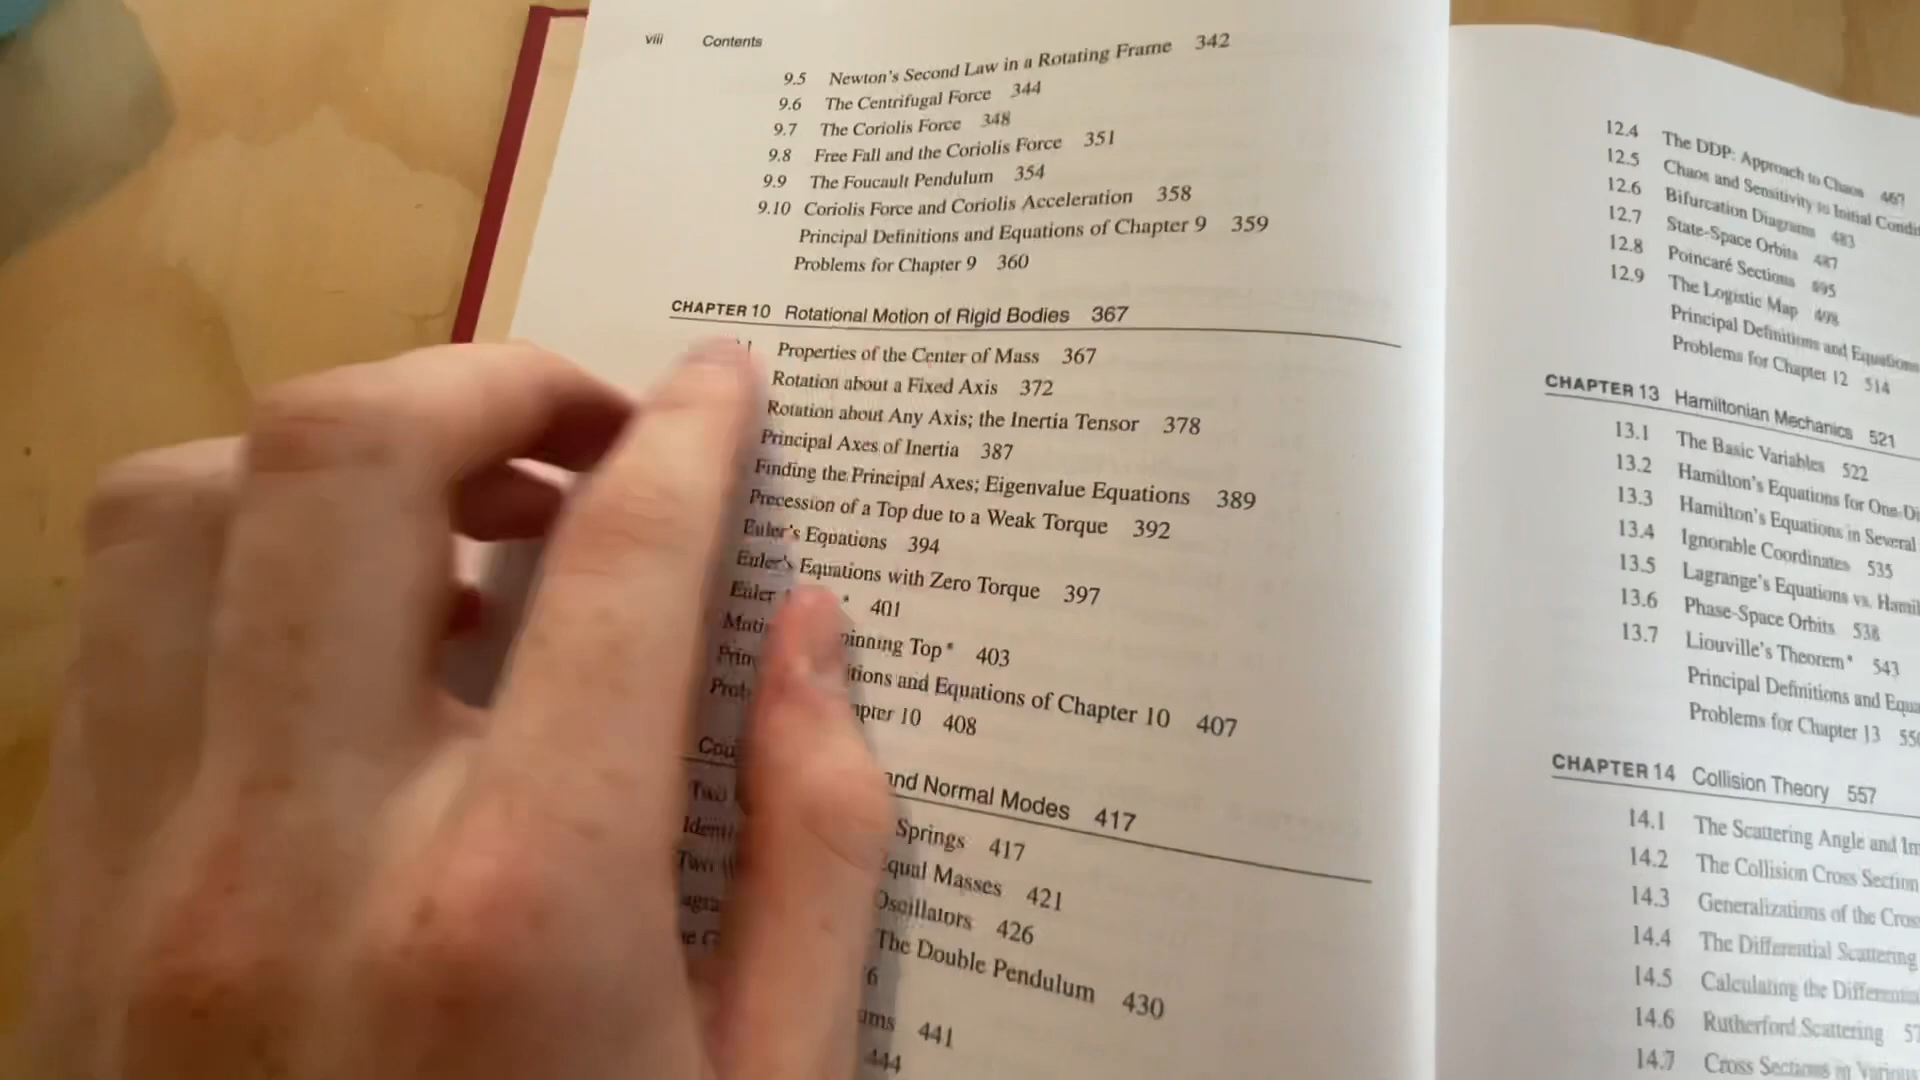 viii Contents
9.5 Newton's Second Law in a Rotating Frame 342
9.6 The Centrifugal Force 344
9.7 The Coriolis Force 348
9.8 Free Fall and the Coriolis Force 351
9.9 The Foucault Pendulum 354
9.10 Coriolis Force and Coriolis Acceleration 358
Principal Definitions and Equations of Chapter 9 359
Problems for Chapter 9 360
CHAPTER 10 Rotational Motion of Rigid Bodies 367
Properties of the Center of Mass 367
Rotation about a Fixed Axis 372
Rotation about Any Axis; the Inertia Tensor 378
Principal Axes of Inertia 387
Finding the Principal Axes; Eigenvalue Equations 389
Precession of a Top due to a Weak Torque 392
Euler's Equations 394
Euler's Equations with Zero Torque 397
Euler * 401
Top* 403
and Equations of Chapter 10 407
10 408
and Normal Modes 417
Springs 417
Masses 421
Oscillators 426
The Double Pendulum 430
441
444
12.4 The DDP: Approach to Chaos 467
12.5 Chaos and Sensitivity to Initial
12.6 Bifurcation Diagrams 483
12.7 State-Space Orbits 487
12.8 Poincaré Sections 495
12.9 The Logistic Map 498
Principal Definitions and Equations
Problems for Chapter 12 514
CHAPTER 13 Hamiltonian Mechanics 521
13.1 The Basic Variables 522
13.2 Hamilton's Equations for
13.3 Hamilton's Equations in Several
13.4 Ignorable Coordinates 535
13.5 Lagrange's Equations vs.
13.6 Phase-Space Orbits 538
13.7 Liouville's Theorem* 543
Principal Definitions and
Problems for Chapter 13
CHAPTER 14 Collision Theory 557
14.1 The Scattering Angle and
14.2 The Collision Cross Section
14.3 Generalizations of the
14.4 The Differential Scattering
14.5 Calculating the
14.6 Rutherford Scattering
14.7 Cross Sections in